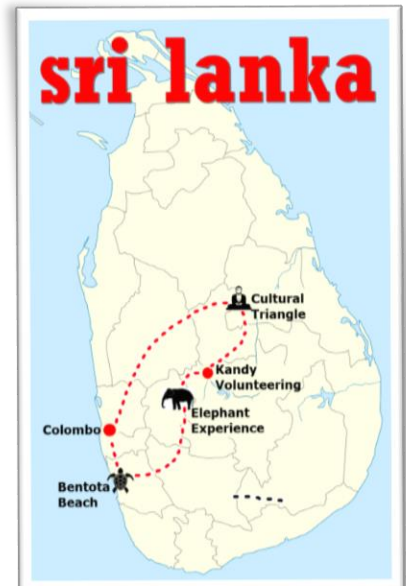 sri lanka
Cultural
Triangle
Kandy
Volunteering
Elephant
Experience
Colombo
Bentota
Beach